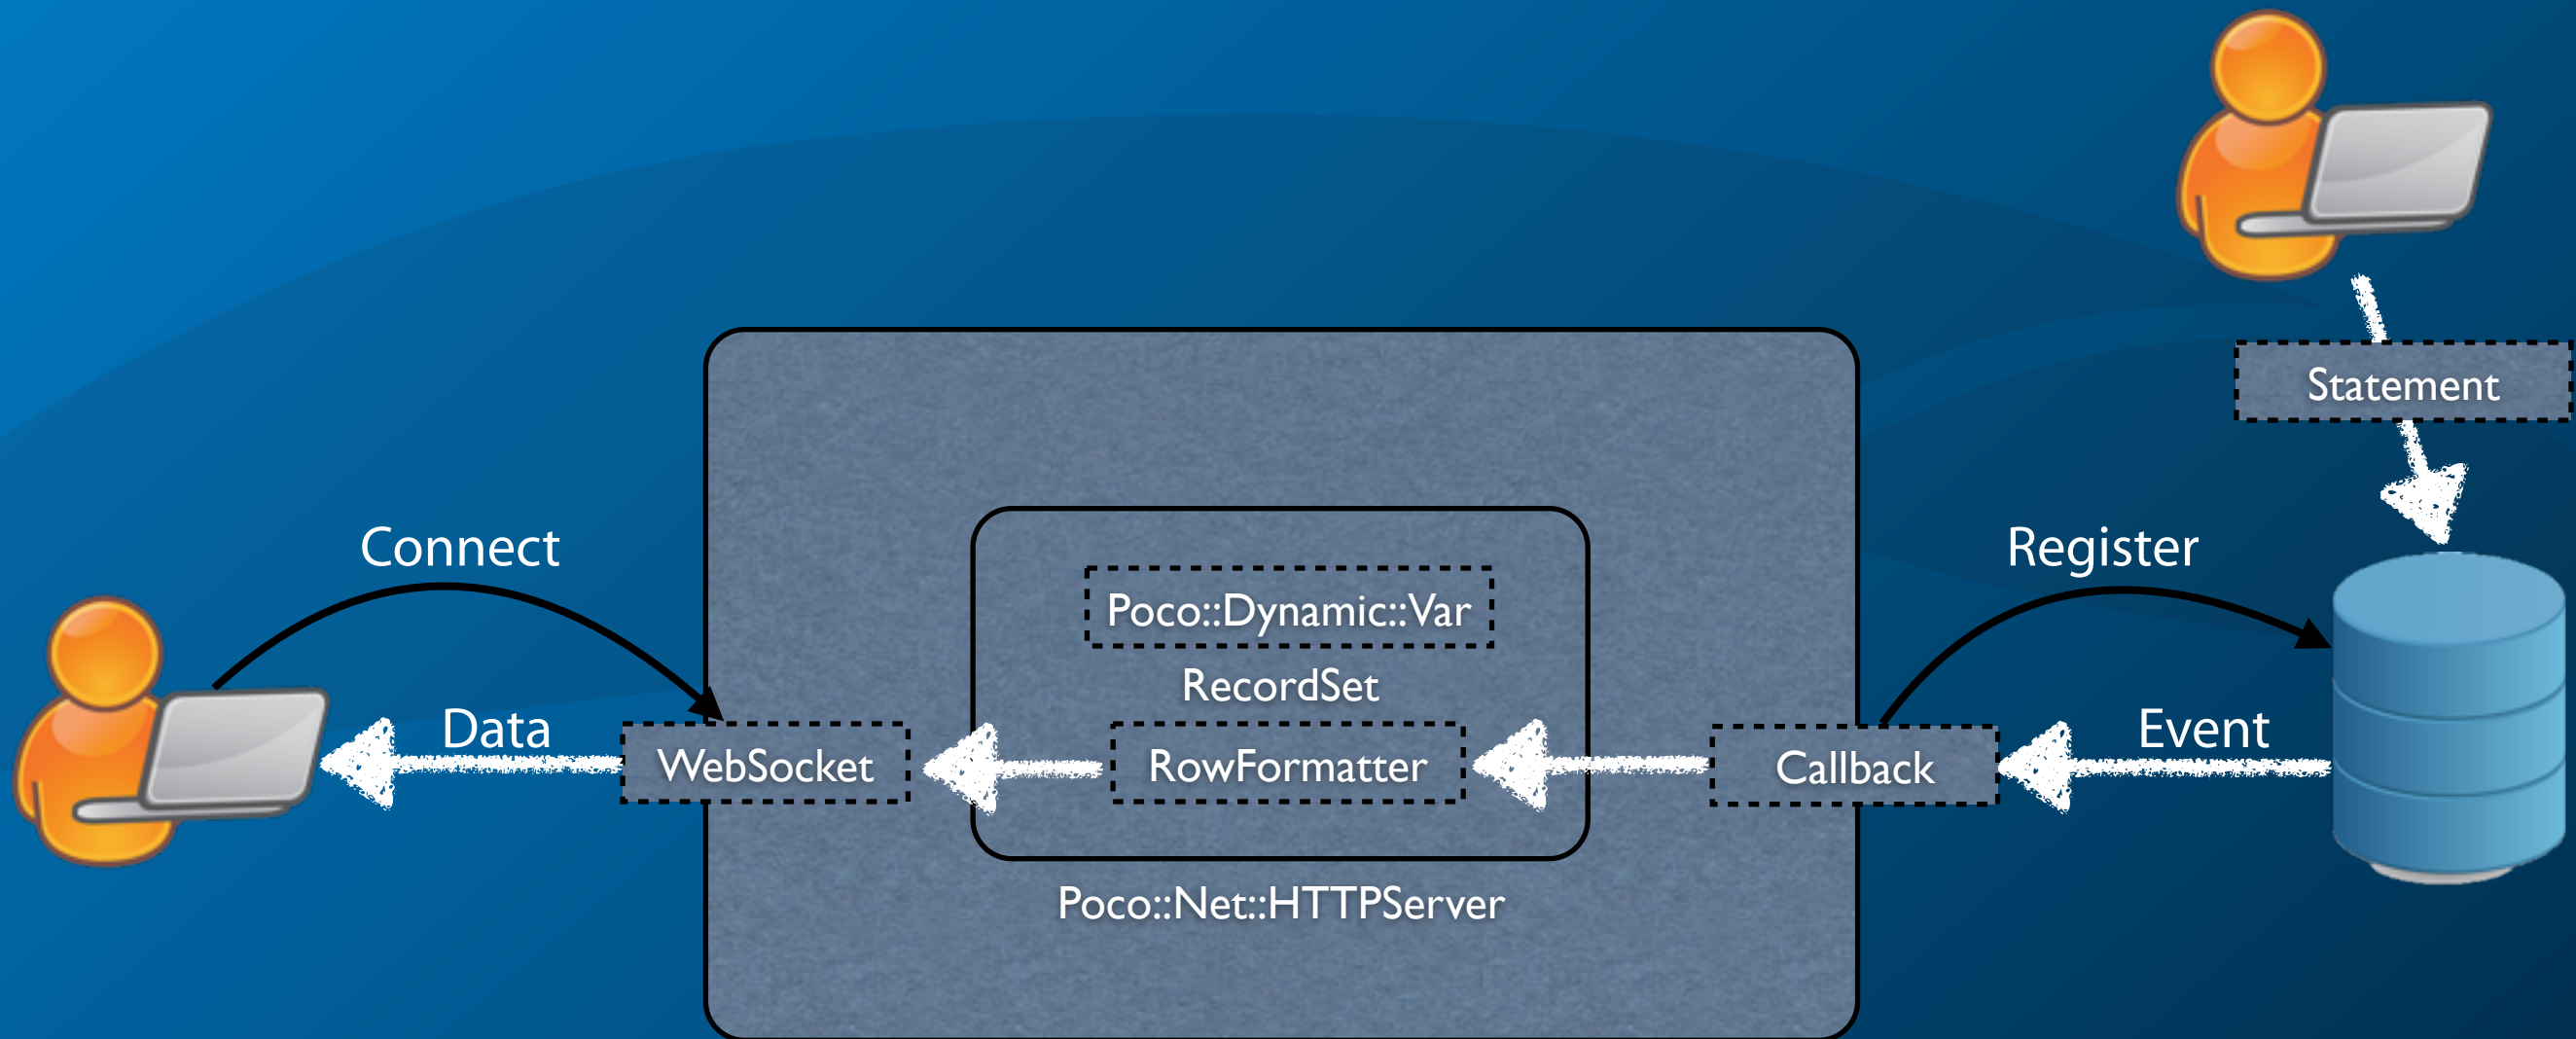 Statement
Connect
Register
Poco::Dynamic::Var
RecordSet
Data
WebSocket
RowFormatter
Callback
Event
Poco::Net::HTTPServer